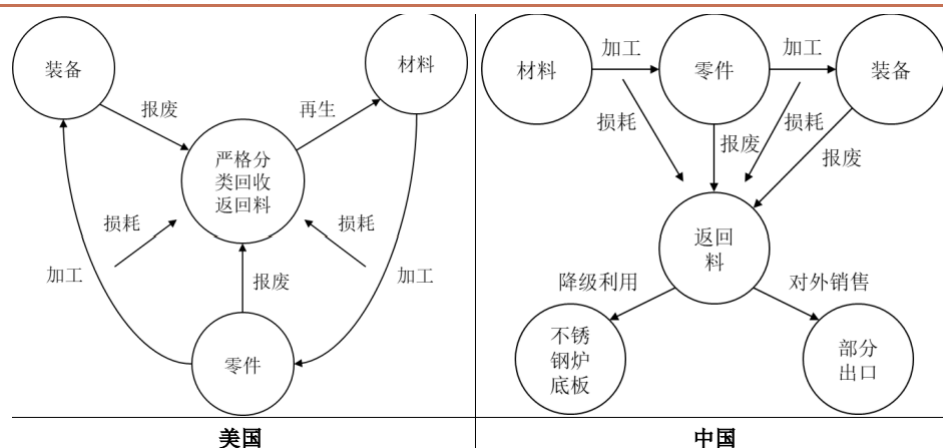 装备
材料
报废
再生
严格分
类回收
返回料
损耗
损耗
加工
报废
加工
零件
美国
加工
加工
材料
零件
装备
损耗
报废
损耗
报废
返回
料
降级利用
对外销售
不锈
钢炉
底板
部分
出口
中国